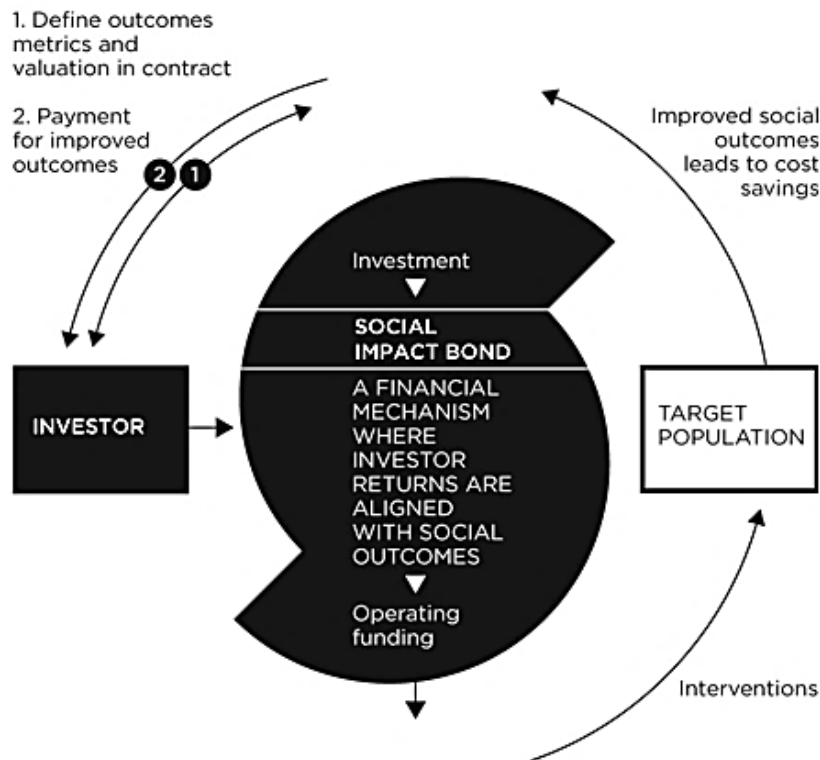 1. Define outcomes
metrics and
valuation in contract
2. Payment
for improved
outcomes
2 1
Improved social
outcomes
leads to cost
savings
Investment
SOCIAL
IMPACT BOND
A FINANCIAL
MECHANISM
WHERE
INVESTOR
RETURNS ARE
ALIGNED
WITH SOCIAL
OUTCOMES
Operating
funding
INVESTOR
TARGET
POPULATION
Interventions